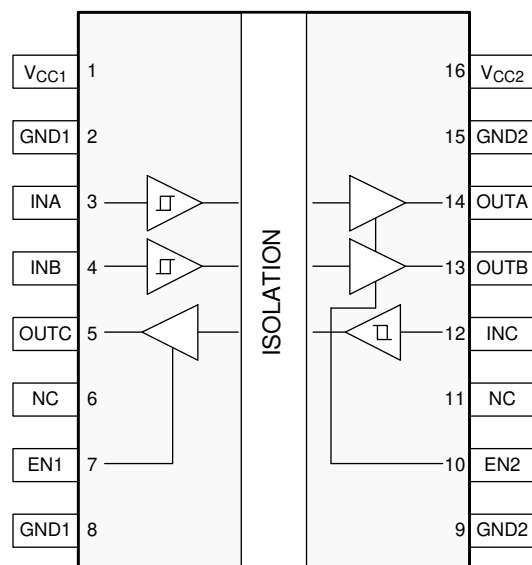 VCC1 1 16 VCC2
GND1 2 15 GND2
INA 3 14 OUTA
INB 4 13 OUTB
OUTC 5 12 INC
NC 6 11 NC
EN1 7 10 EN2
GND1 8 9 GND2
ISOLATION